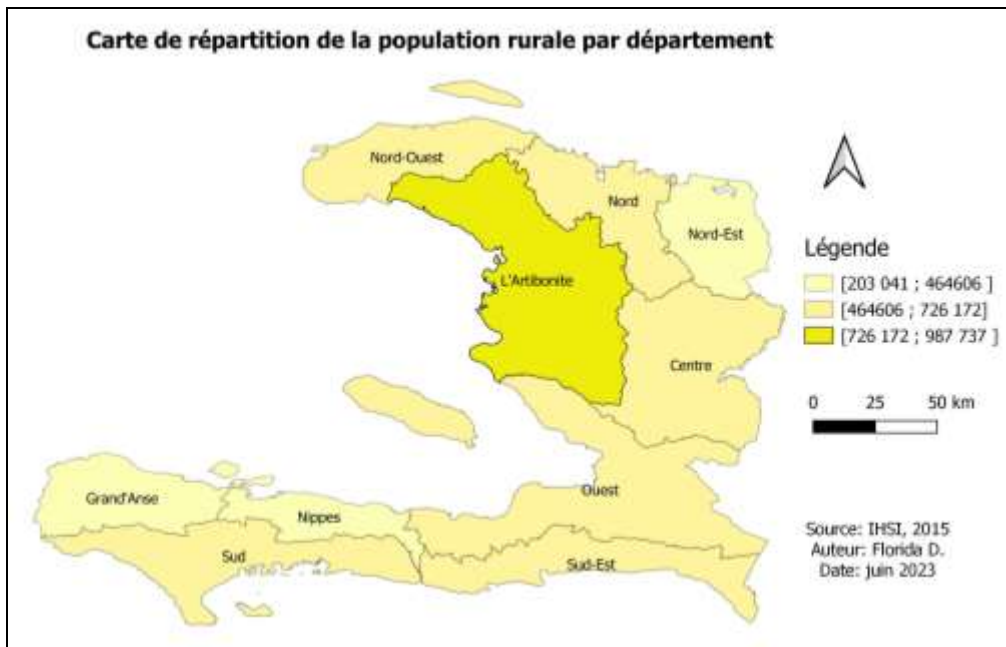 Carte de répartition de la population rurale par département
Nord-Ouest
Nord
Nord-Est
L'Artibonite
Centre
Ouest
Grand'Anse
Nippes
Sud
Sud-Est
Légende
[203 041 ; 464606 ]
[464606 ; 726 172]
[726 172 ; 987 737 ]
0 25 50 km
Source: IHSI, 2015
Auteur: Florida D.
Date: juin 2023